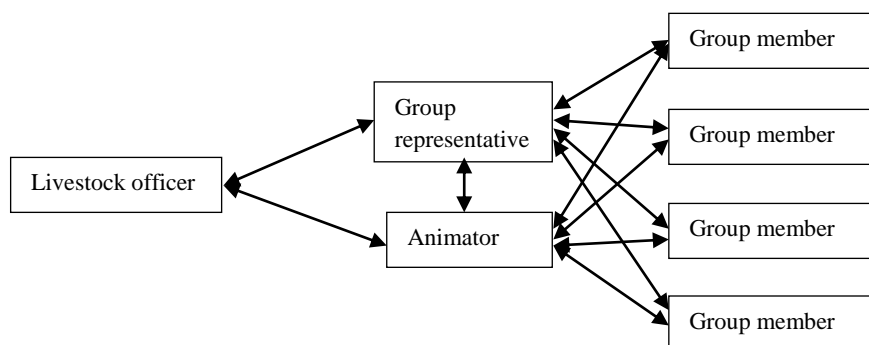 Group member
Group
representative
Group member
Livestock officer
Animator
Group member
Group member